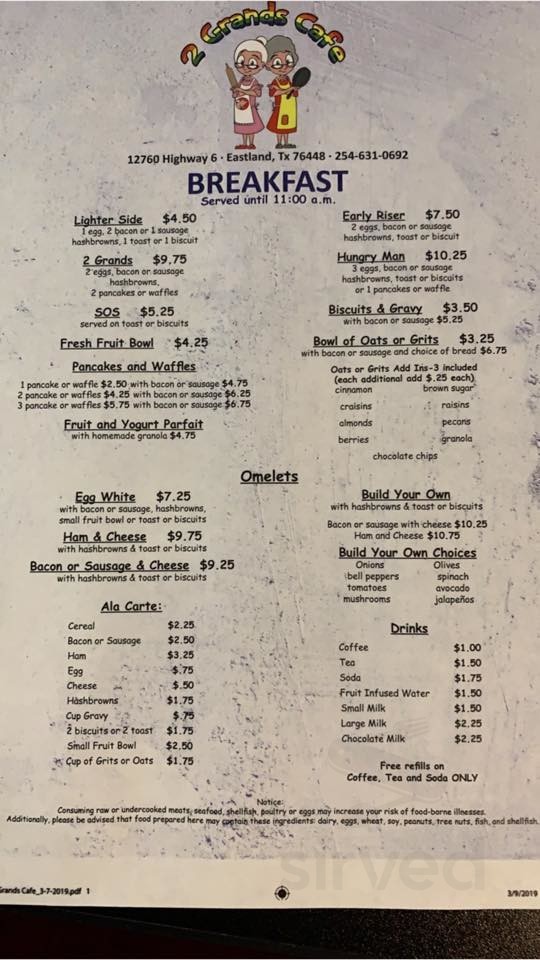 2 Grands Cafe
12760 Highway 6 · Eastland, Tx 76448 · 254-631-0692
BREAKFAST
Served until 11:00 a.m.
Lighter Side $4.50
1 egg, 2 bacon or 1 sausage
hashbrowns, 1 toast or 1 biscuit
2 Grands $9.75
2 eggs, bacon or sausage
hashbrowns,
2 pancakes or waffles
SOS $5.25
served on toast or biscuits
Fresh Fruit Bowl $4.25
Pancakes and Waffles
1 pancake or waffle $2.50 with bacon or sausage $4.75
2 pancake or waffles $4.25 with bacon or sausage $6.25
3 pancake or waffles $5.75 with bacon or sausage $6.75
Fruit and Yogurt Parfait
with homemade granola $4.75
Early Riser $7.50
2 eggs, bacon or sausage
hashbrowns, toast or biscuit
Hungry Man $10.25
3 eggs, bacon or sausage
hashbrowns, toast or biscuits
or 1 pancakes or waffle
Biscuits & Gravy $3.50
with bacon or sausage $5.25
Bowl of Oats or Grits $3.25
with bacon or sausage and choice of bread $6.75
Oats or Grits Add Ins-3 included
(each additional add $.25 each)
cinnamon brown sugar
craisins raisins
almonds pecans
berries granola
chocolate chips
Omelets
Egg White $7.25
with bacon or sausage, hashbrowns,
small fruit bowl or toast or biscuits
Ham & Cheese $9.75
with hashbrowns & toast or biscuits
Bacon or Sausage & Cheese $9.25
with hashbrowns & toast or biscuits
Build Your Own
with hashbrowns & toast or biscuits
Bacon or sausage with cheese $10.25
Ham and Cheese $10.75
Build Your Own Choices
Onions Olives
bell peppers spinach
tomatoes avocado
mushrooms jalapeños
Ala Carte:
Cereal $2.25
Bacon or Sausage $2.50
Ham $3.25
Egg $.75
Cheese $.50
Hashbrowns $1.75
Cup Gravy $.75
2 biscuits or 2 toast $1.75
Small Fruit Bowl $2.50
Cup of Grits or Oats $1.75
Drinks
Coffee $1.00
Tea $1.50
Soda $1.75
Fruit Infused Water $1.50
Small Milk $1.50
Large Milk $2.25
Chocolate Milk $2.25
Free refills on
Coffee, Tea and Soda ONLY
Notice:
Consuming raw or undercooked meats, seafood, shellfish, poultry or eggs may increase your risk of food-borne illnesses.
Additionally, please be advised that food prepared here may contain these ingredients: dairy, eggs, wheat, soy, peanuts, tree nuts, fish, and shellfish.
sirved
Grands Cafe_3-7-2019.pdf 1
3/9/2019